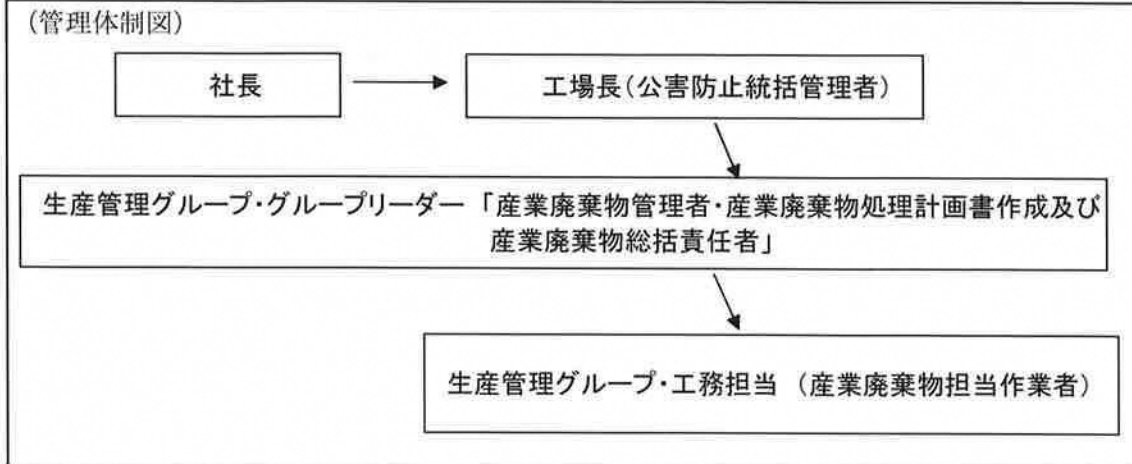 (管理体制図)
社長
工場長(公害防止統括管理者)
生産管理グループ・グループリーダー「産業廃棄物管理者・産業廃棄物処理計画書作成及び
産業廃棄物総括責任者」
生産管理グループ・工務担当 (産業廃棄物担当作業者)